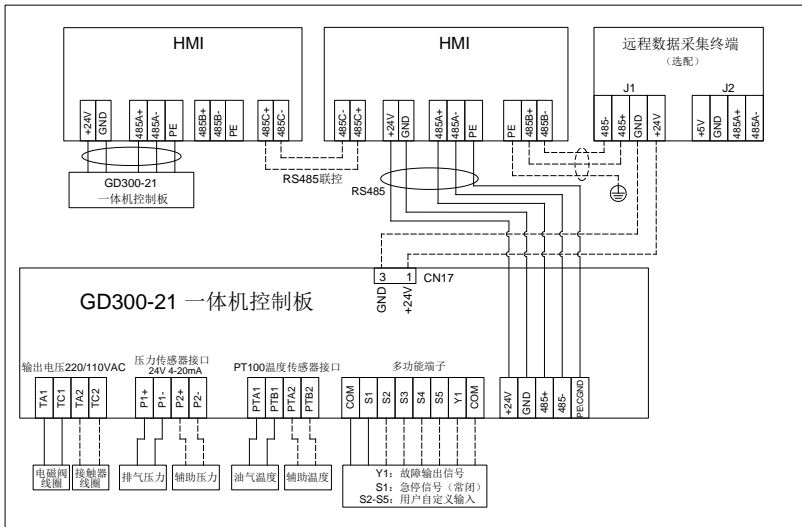 HMI
HMI
远程数据采集终端
（选配）
J1
J2
+24V
GND
485A+
485A-
PE
485B+
485B-
PE
485C+
485C-
485C-
485C+
+24V
GND
485A+
485A-
PE
PE
485B+
485B-
485-
485+
GND
+24V
+5V
GND
485A+
485A-
GD300-21
一体机控制板
RS485联控
RS485
3
1
CN17
GND
+24V
GD300-21 一体机控制板
输出电压220/110VAC
压力传感器接口
24V 4-20mA
PT100温度传感器接口
多功能端子
TA1
TC1
TA2
TC2
P1+
P1-
P2+
P2-
PTA1
PTB1
PTA2
PTB2
COM
S1
S2
S3
S4
S5
Y1
COM
+24V
GND
485+
485-
PE\CGND
电磁阀
线圈
接触器
线圈
排气压力
辅助压力
油气温度
辅助温度
Y1：故障输出信号
S1：急停信号（常闭）
S2-S5：用户自定义输入